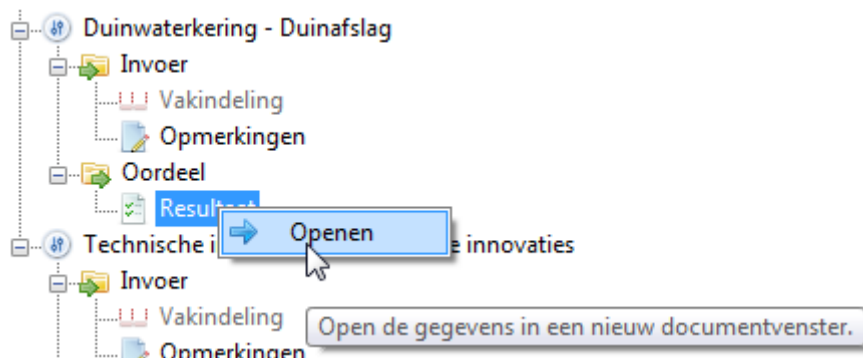 Duinwaterkering - Duinafslag
Invoer
Vakindeling
Opmerkingen
Oordeel
Resultaat
Openen
Technische i e innovaties
Invoer
Vakindeling
Open de gegevens in een nieuw documentvenster.
Opmerkingen